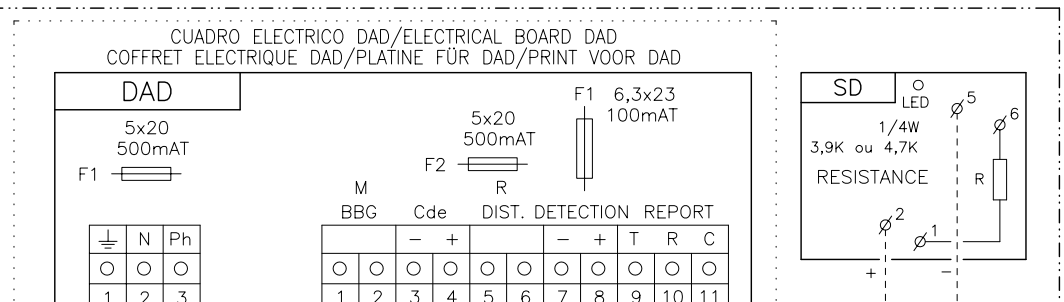 CUADRO ELECTRICO DAD/ELECTRICAL BOARD DAD
COFFRET ELECTRIQUE DAD/PLATINE FÜR DAD/PRINT VOOR DAD
DAD
5x20
500mAT
F1
5x20
500mAT
F2
F1 6,3x23
100mAT
M R
BBG Cde DIST. DETECTION REPORT
N Ph
- + - + T R C
1 2 3
1 2 3 4 5 6 7 8 9 10 11
SD
LED
5
6
1/4W
3,9K ou 4,7K
RESISTANCE
R
2
1
+ -